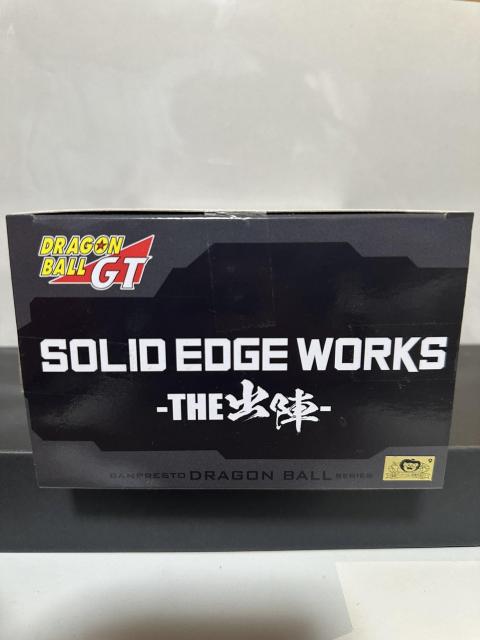 DRAGON
BALL GT
SOLID EDGE WORKS
-THE出陣-
BANPRESTO DRAGON BALL SERIES